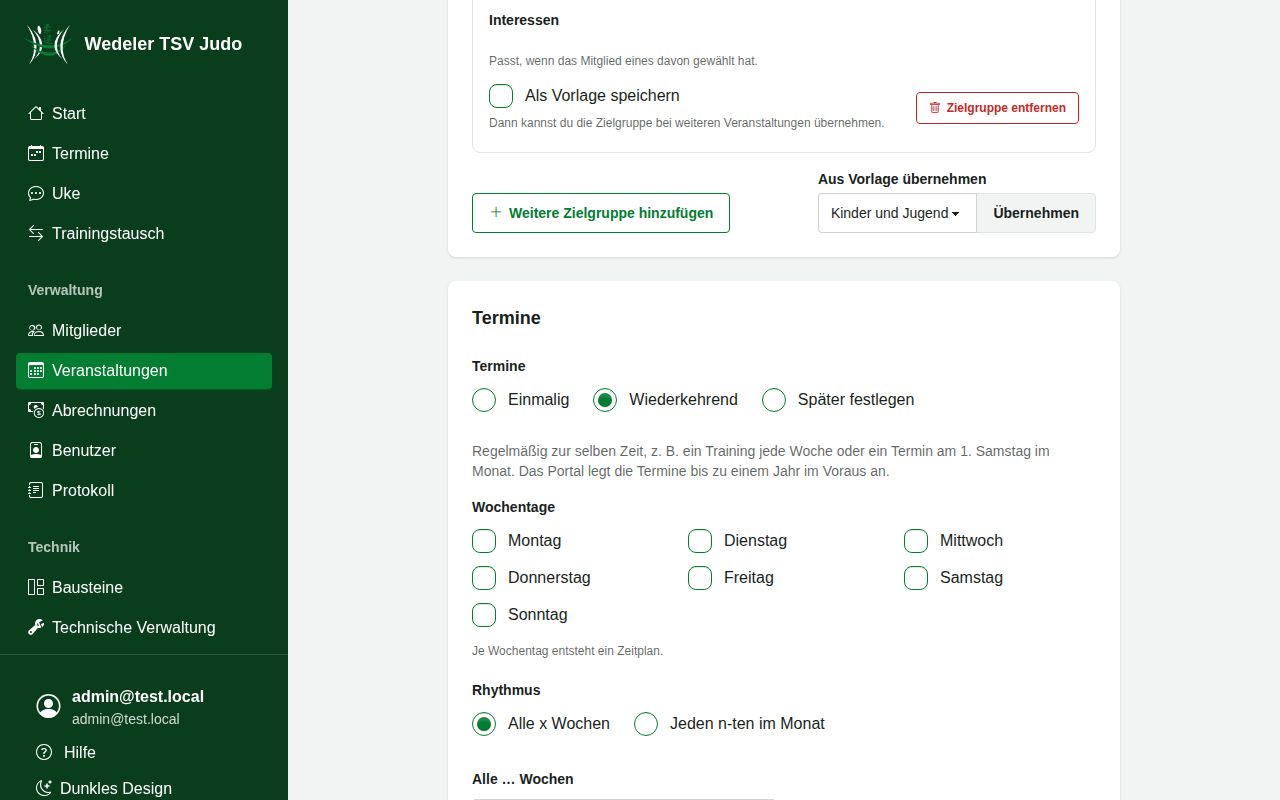 Wedeler TSV Judo
Start
Termine
Uke
Trainingstausch
Verwaltung
Mitglieder
Veranstaltungen
Abrechnungen
Benutzer
Protokoll
Technik
Bausteine
Technische Verwaltung
admin@test.local
admin@test.local
Hilfe
Dunkles Design
Interessen
Passt, wenn das Mitglied eines davon gewählt hat.
Als Vorlage speichern
Dann kannst du die Zielgruppe bei weiteren Veranstaltungen übernehmen.
Zielgruppe entfernen
Weitere Zielgruppe hinzufügen
Aus Vorlage übernehmen
Kinder und Jugend
Übernehmen
Termine
Termine
Einmalig Wiederkehrend Später festlegen
Regelmäßig zur selben Zeit, z. B. ein Training jede Woche oder ein Termin am 1. Samstag im
Monat. Das Portal legt die Termine bis zu einem Jahr im Voraus an.
Wochentage
Montag Dienstag Mittwoch
Donnerstag Freitag Samstag
Sonntag
Je Wochentag entsteht ein Zeitplan.
Rhythmus
Alle x Wochen Jeden n-ten im Monat
Alle … Wochen